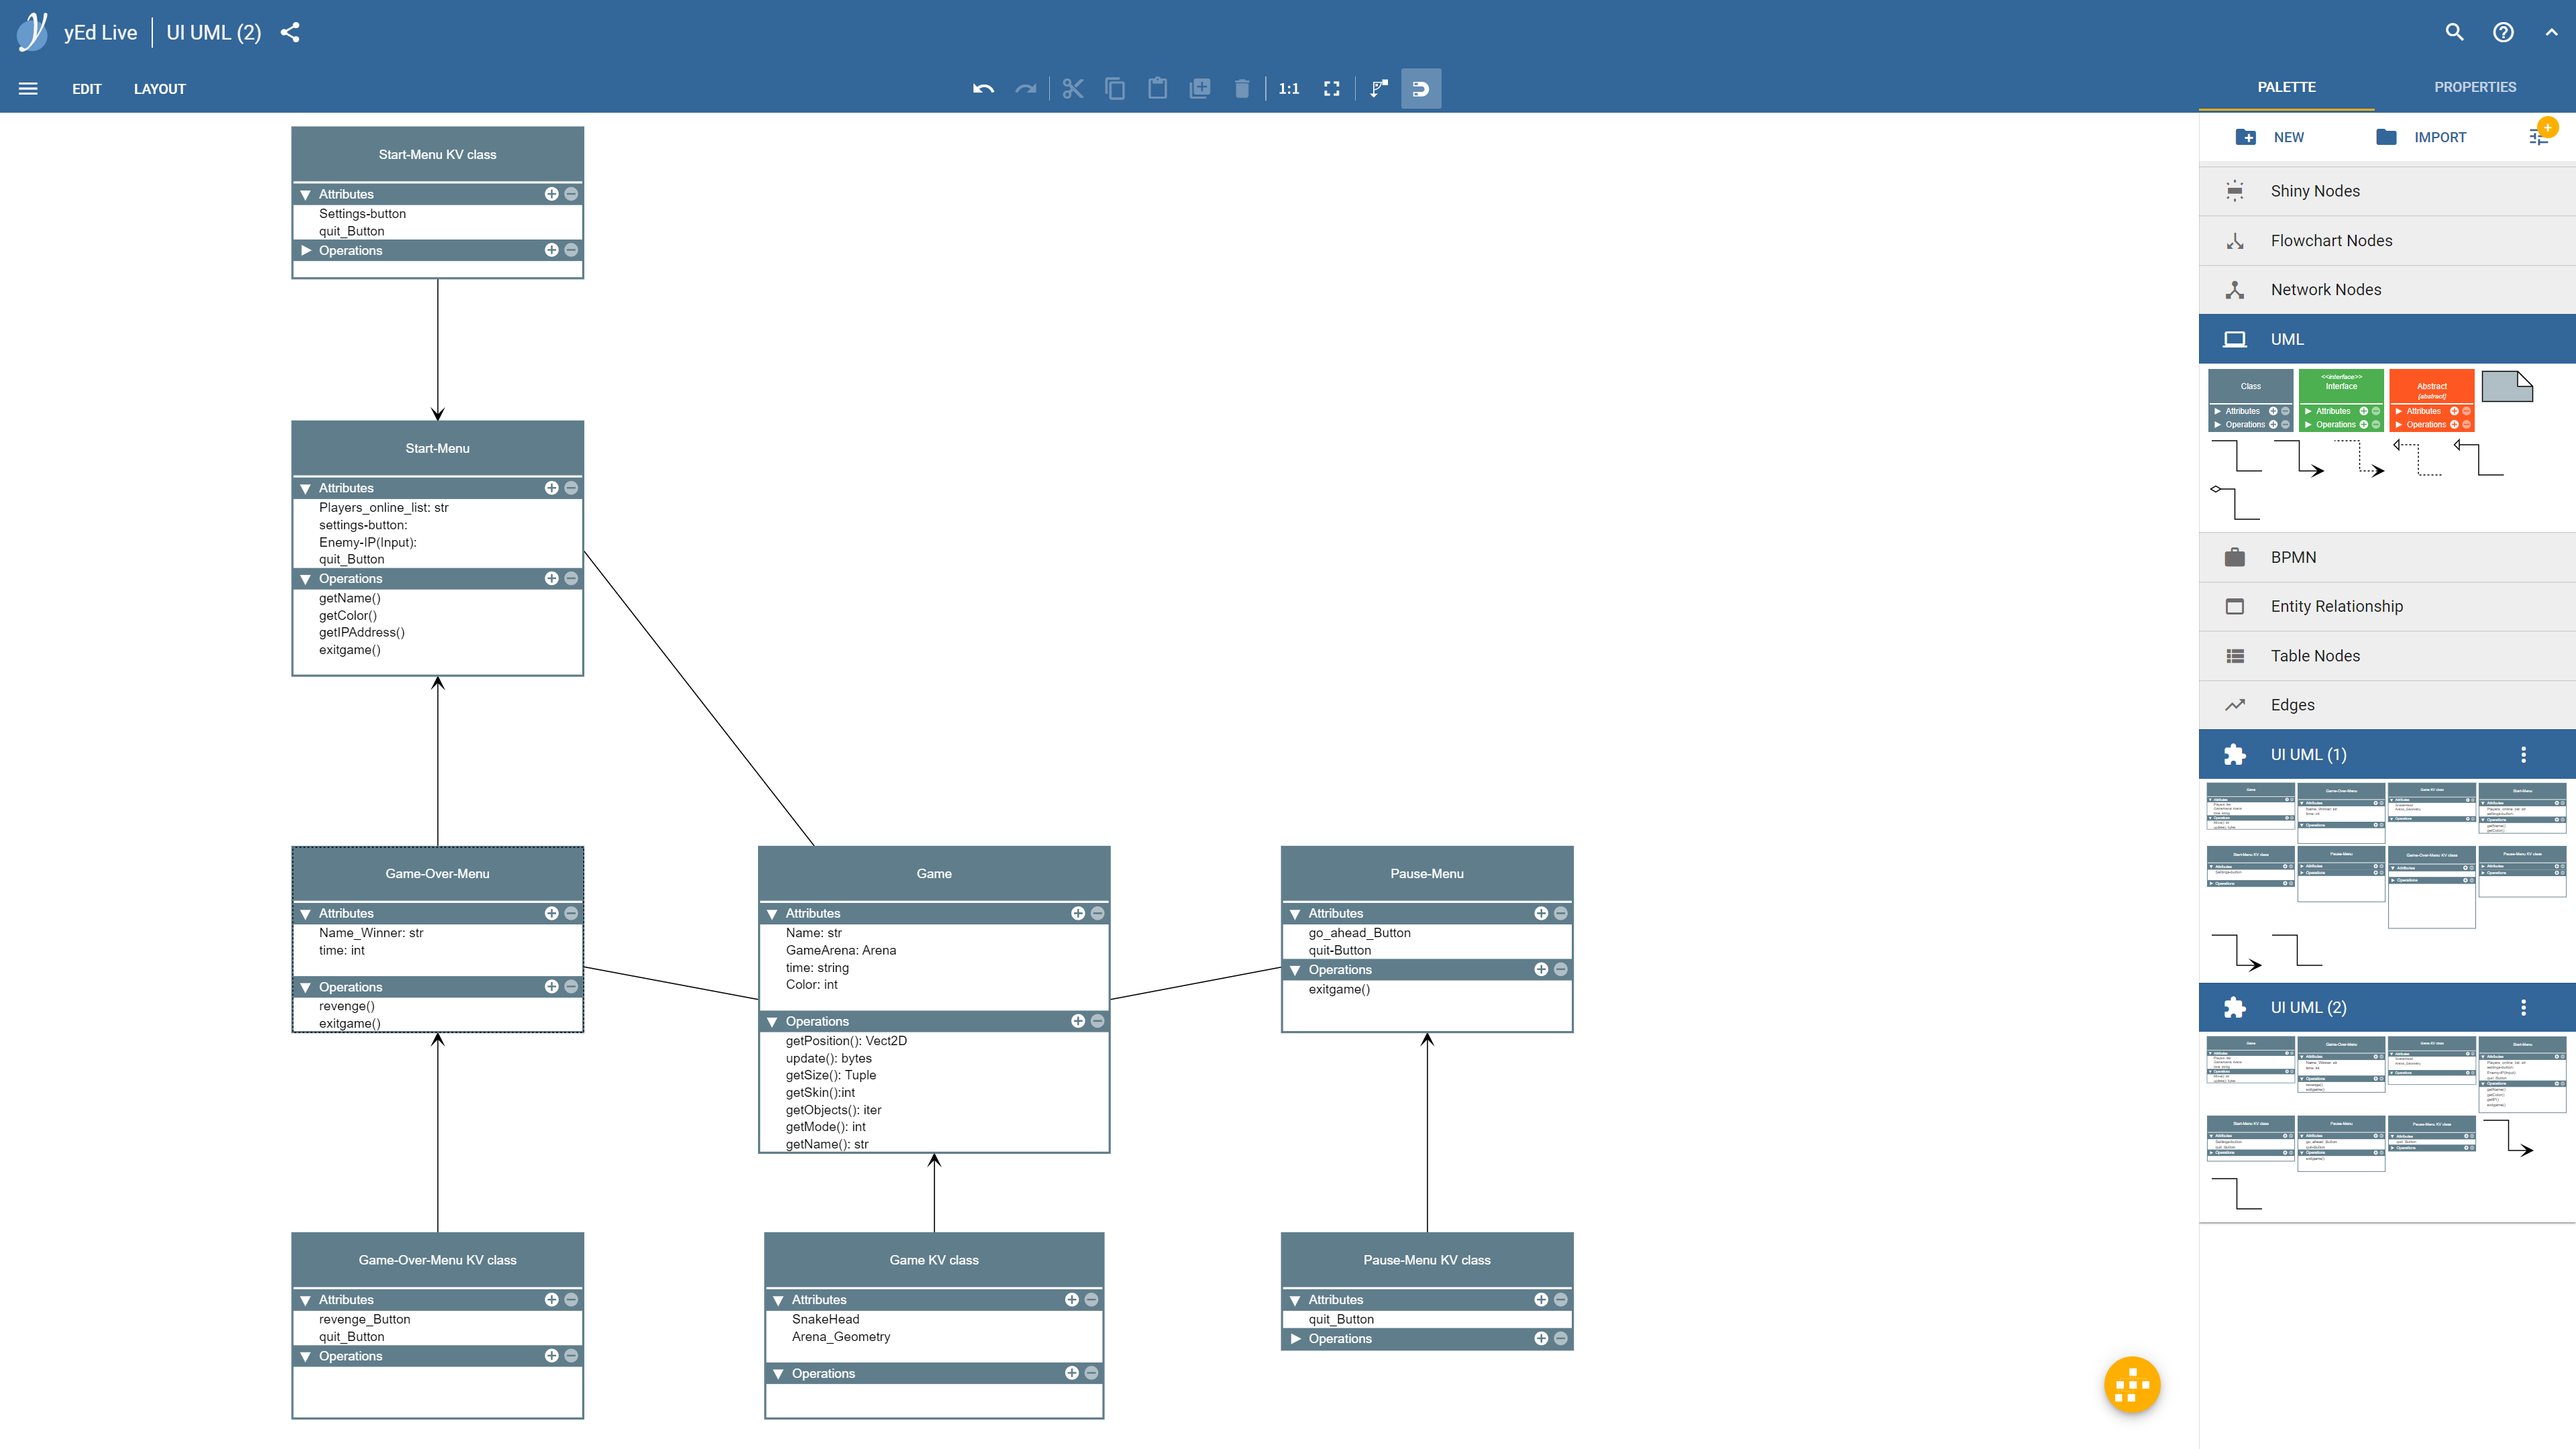 yEd Live
UI UML (2)
EDIT
LAYOUT
1:1
PALETTE
PROPERTIES
NEW
IMPORT
Start-Menu KV class
Attributes
Settings-button
quit_Button
Operations
Start-Menu
Attributes
Players_online_list: str
settings-button:
Enemy-IP(Input):
quit_Button
Operations
getName()
getColor()
getIPAddress()
exitgame()
Game-Over-Menu
Attributes
Name_Winner: str
time: int
Operations
revenge()
exitgame()
Game
Attributes
Name: str
GameArena: Arena
time: string
Color: int
Operations
getPosition(): Vect2D
update(): bytes
getSize(): Tuple
getSkin():int
getObjects(): iter
getMode(): int
getName(): str
Pause-Menu
Attributes
go_ahead_Button
quit-Button
Operations
exitgame()
Game-Over-Menu KV class
Attributes
revenge_Button
quit_Button
Operations
Game KV class
Attributes
SnakeHead
Arena_Geometry
Operations
Pause-Menu KV class
Attributes
quit_Button
Operations
Shiny Nodes
Flowchart Nodes
Network Nodes
UML
Class
Attributes
Operations
<<interface>>
Interface
Attributes
Operations
Abstract
{abstract}
Attributes
Operations
BPMN
Entity Relationship
Table Nodes
Edges
UI UML (1)
UI UML (2)